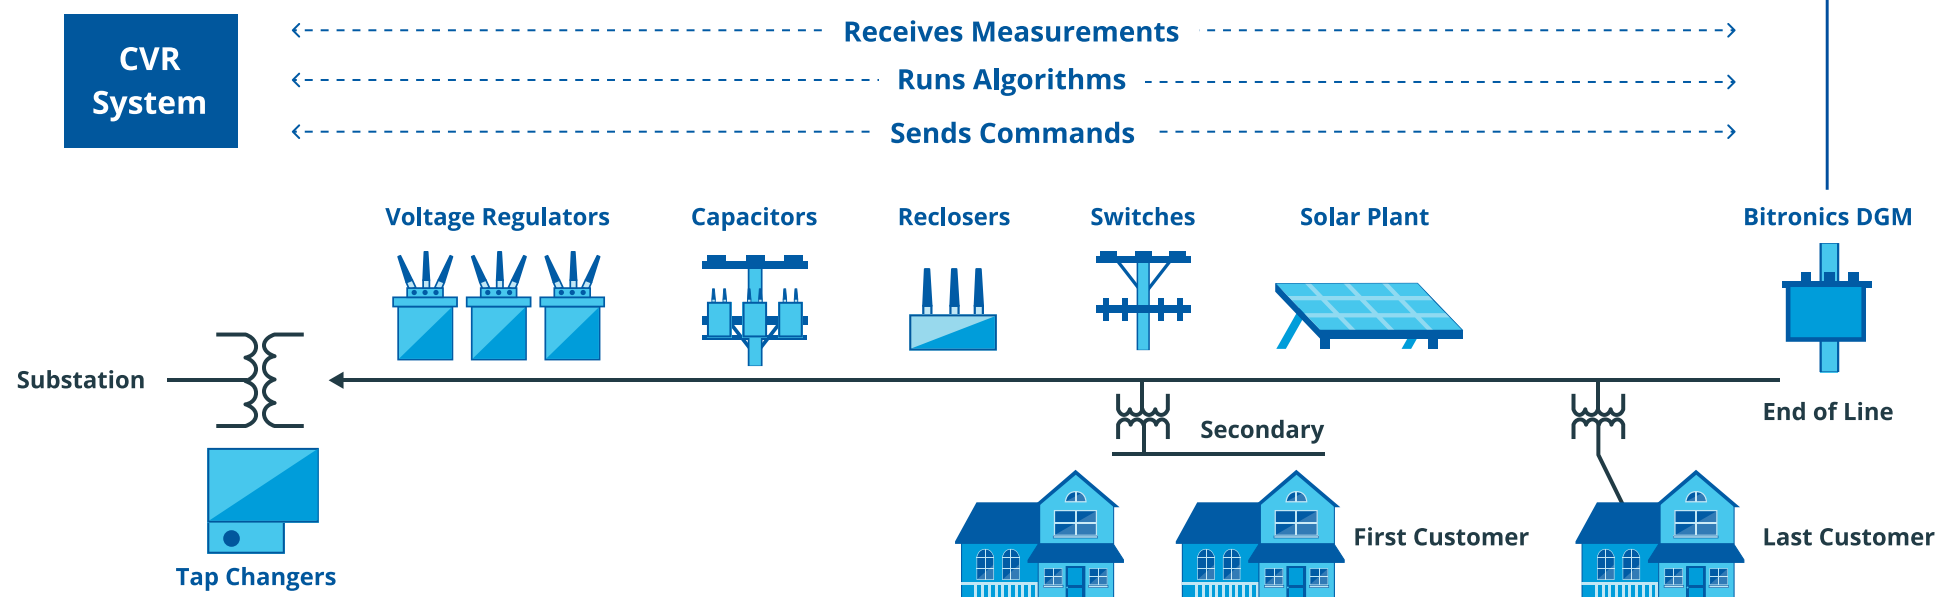 CVR
System
Receives Measurements
Runs Algorithms
Sends Commands
Voltage Regulators
Capacitors
Reclosers
Switches
Solar Plant
Bitronics DGM
Substation
End of Line
Secondary
First Customer
Last Customer
Tap Changers